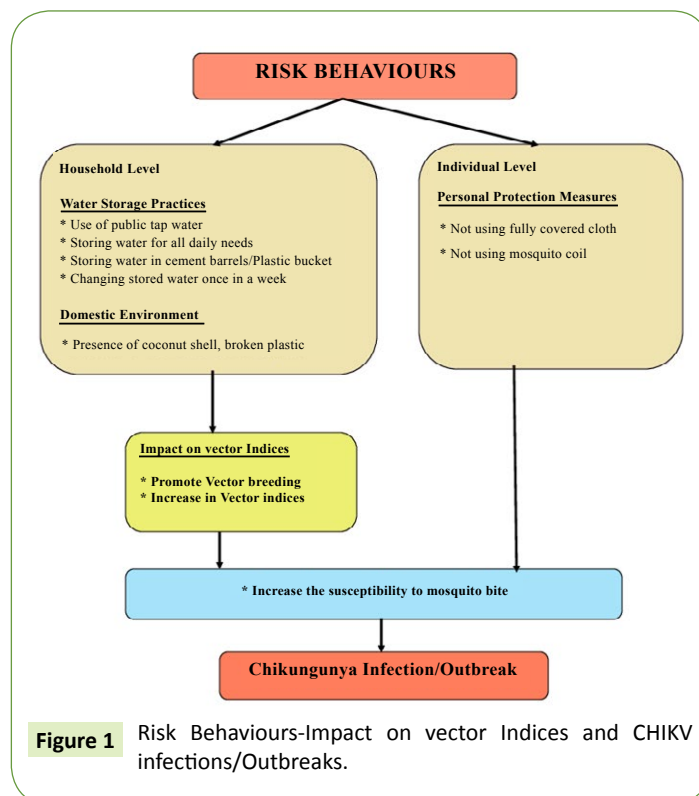 RISK BEHAVIOURS
Household Level
Water Storage Practices
* Use of public tap water
* Storing water for all daily needs
* Storing water in cement barrels/Plastic bucket
* Changing stored water once in a week
Domestic Environment
* Presence of coconut shell, broken plastic
Individual Level
Personal Protection Measures
* Not using fully covered cloth
* Not using mosquito coil
Impact on vector Indices
* Promote Vector breeding
* Increase in Vector indices
* Increase the susceptibility to mosquito bite
Chikungunya Infection/Outbreak
Figure 1 Risk Behaviours-Impact on vector Indices and CHIKV
infections/Outbreaks.